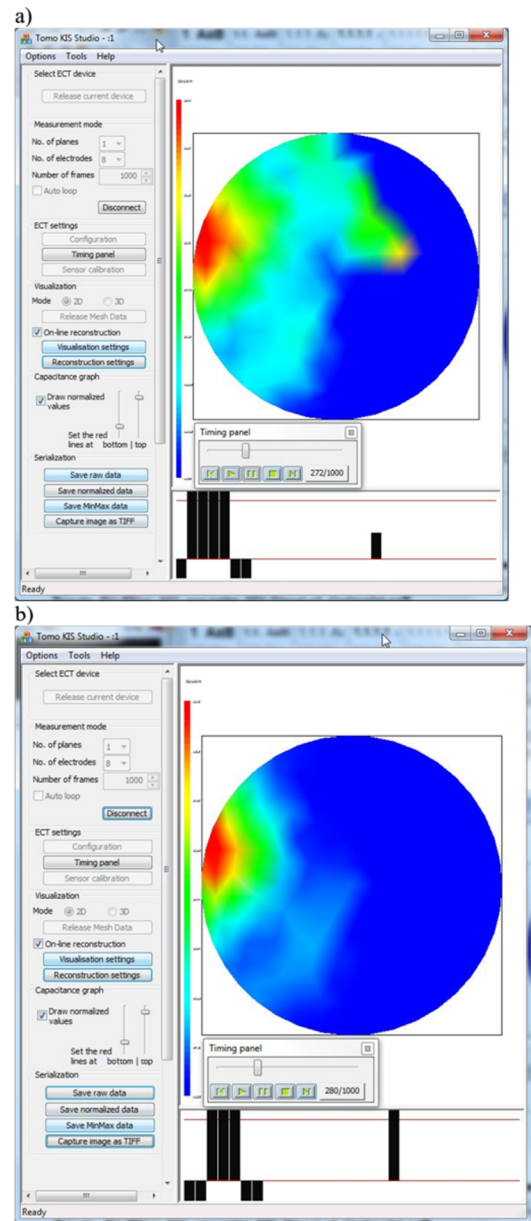 a)
Tomo KIS Studio - :1
Options Tools Help
Select ECT device
Release current device
Measurement mode
No. of planes 1
No. of electrodes 8
Number of frames 1000
Auto loop
Disconnect
ECT settings
Configuration
Timing panel
Sensor calibration
Visualization
Mode 2D 3D
Release Mesh Data
On-line reconstruction
Visualisation settings
Reconstruction settings
Capacitance graph
Draw normalized
values
Set the red
lines at bottom | top
Serialization
Save raw data
Save normalized data
Save MinMax data
Capture image as TIFF
Timing panel
272/1000
Ready
b)
Tomo KIS Studio - :1
Options Tools Help
Select ECT device
Release current device
Measurement mode
No. of planes 1
No. of electrodes 8
Number of frames 1000
Auto loop
Disconnect
ECT settings
Configuration
Timing panel
Sensor calibration
Visualization
Mode 2D 3D
Release Mesh Data
On-line reconstruction
Visualisation settings
Reconstruction settings
Capacitance graph
Draw normalized
values
Set the red
lines at bottom | top
Serialization
Save raw data
Save normalized data
Save MinMax data
Capture image as TIFF
Timing panel
280/1000
Ready